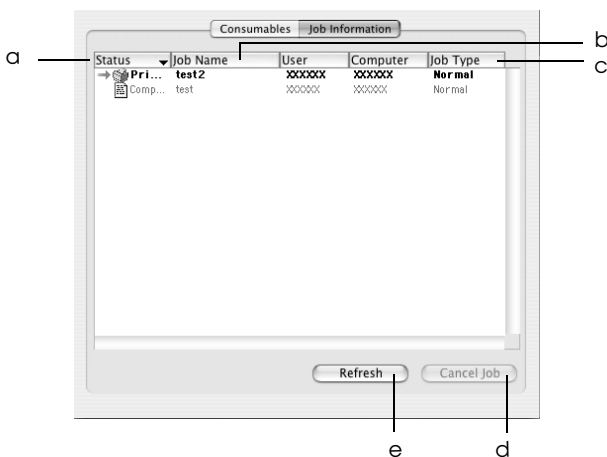 Consumables Job Information
b
a
Status Job Name User Computer Job Type
c
Pri... test2 XXXXXX XXXXXX Normal
Comp... test XXXXXX XXXXXX Normal
Refresh Cancel Job
e d